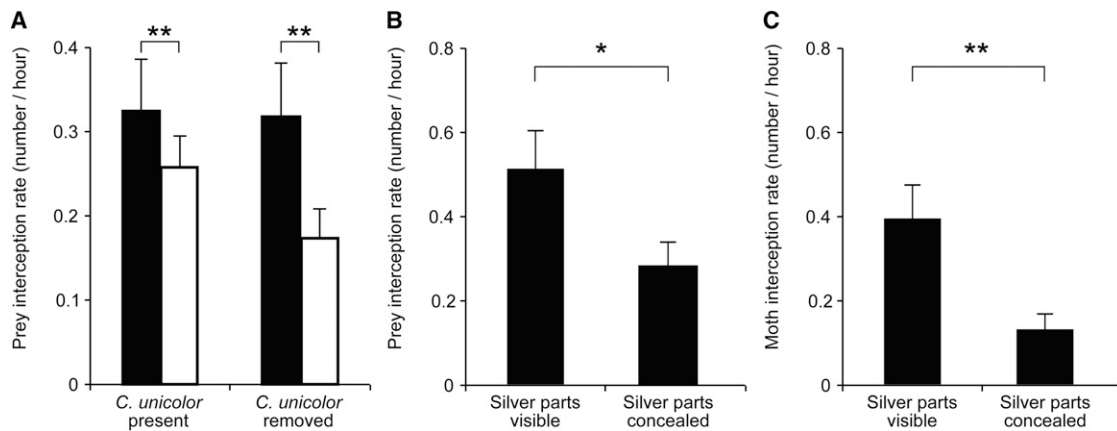 A
Prey interception rate (number / hour)
0.4
0.3
0.2
0.1
0
**
**
C. unicolor
present
C. unicolor
removed
B
Prey interception rate (number / hour)
0.8
0.6
0.4
0.2
0
*
Silver parts
visible
Silver parts
concealed
C
Moth interception rate (number / hour)
0.8
0.6
0.4
0.2
0
**
Silver parts
visible
Silver parts
concealed